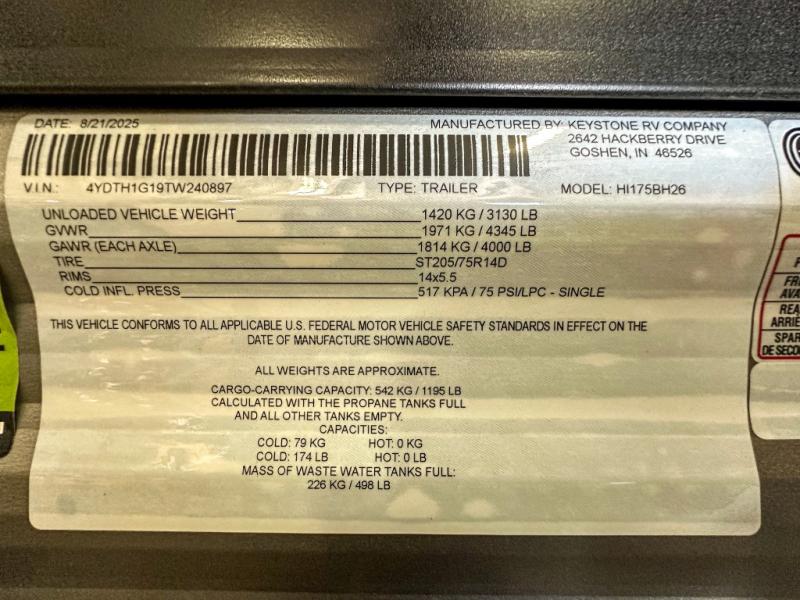 DATE: 8/21/2025
MANUFACTURED BY: KEYSTONE RV COMPANY
2642 HACKBERRY DRIVE
GOSHEN, IN 46526
V I N : 4YDTH1G19TW240897 TYPE: TRAILER MODEL: HI175BH26
UNLOADED VEHICLE WEIGHT 1420 KG / 3130 LB
GVWR 1971 KG / 4345 LB
GAWR (EACH AXLE) 1814 KG / 4000 LB
TIRE ST205/75R14D
RIMS 14x5.5
COLD INFL. PRESS 517 KPA / 75 PSI/LPC - SINGLE
THIS VEHICLE CONFORMS TO ALL APPLICABLE U.S. FEDERAL MOTOR VEHICLE SAFETY STANDARDS IN EFFECT ON THE
DATE OF MANUFACTURE SHOWN ABOVE.
ALL WEIGHTS ARE APPROXIMATE.
CARGO-CARRYING CAPACITY: 542 KG / 1195 LB
CALCULATED WITH THE PROPANE TANKS FULL
AND ALL OTHER TANKS EMPTY.
CAPACITIES:
COLD: 79 KG HOT: 0 KG
COLD: 174 LB HOT: 0 LB
MASS OF WASTE WATER TANKS FULL:
226 KG / 498 LB
REA
ARRIE
SPAR
DE SECO